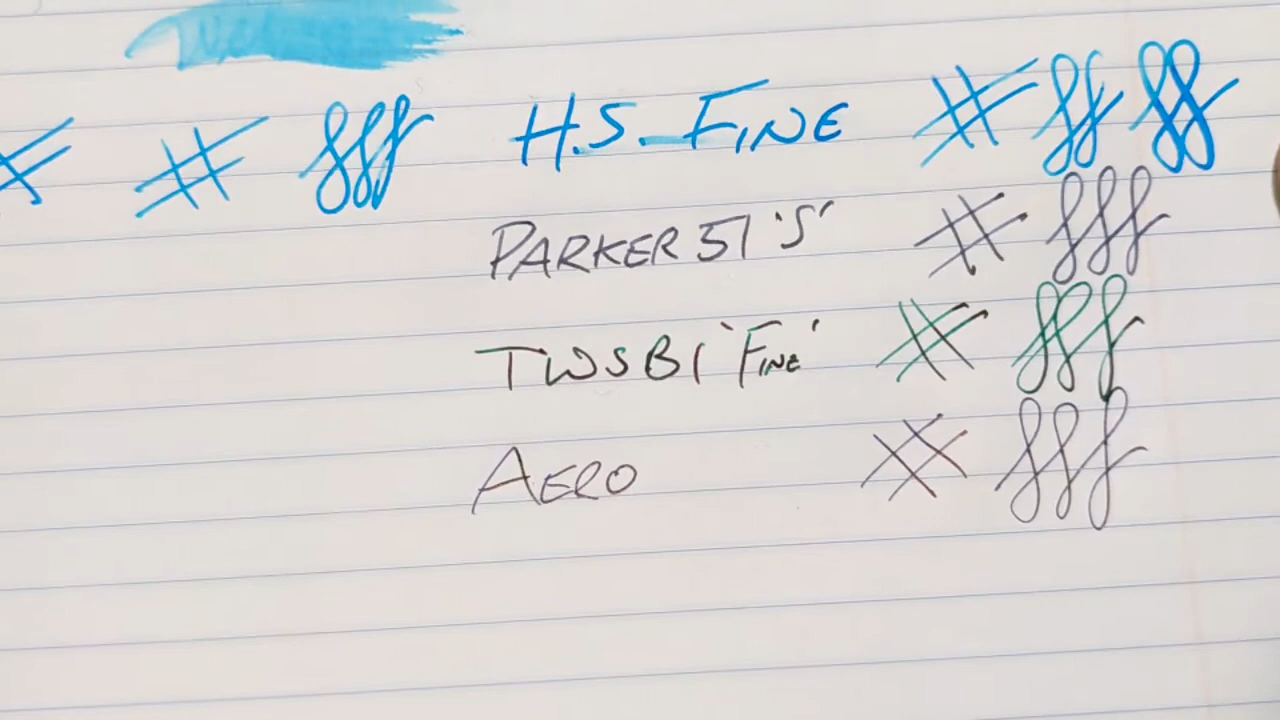 H.S. FINE
PARKER 51 'S'
TWSBI 'FINE'
AERO